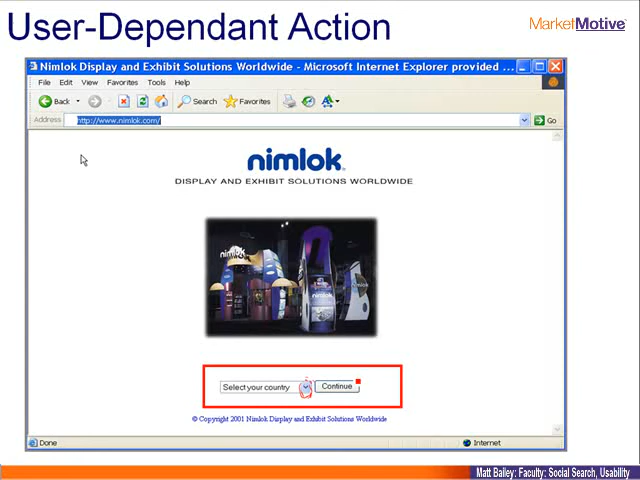 User-Dependant Action
MarketMotive
Nimlok Display and Exhibit Solutions Worldwide - Microsoft Internet Explorer provided
File Edit View Favorites Tools Help
Back Search Favorites
Address http://www.nimlok.com/ Go
nimlok
DISPLAY AND EXHIBIT SOLUTIONS WORLDWIDE
nimlok
nimlok
Select your country Continue
© Copyright 2001 Nimlok Display and Exhibit Solutions Worldwide
Done Internet
Matt Bailey: Faculty: Social Search, Usability